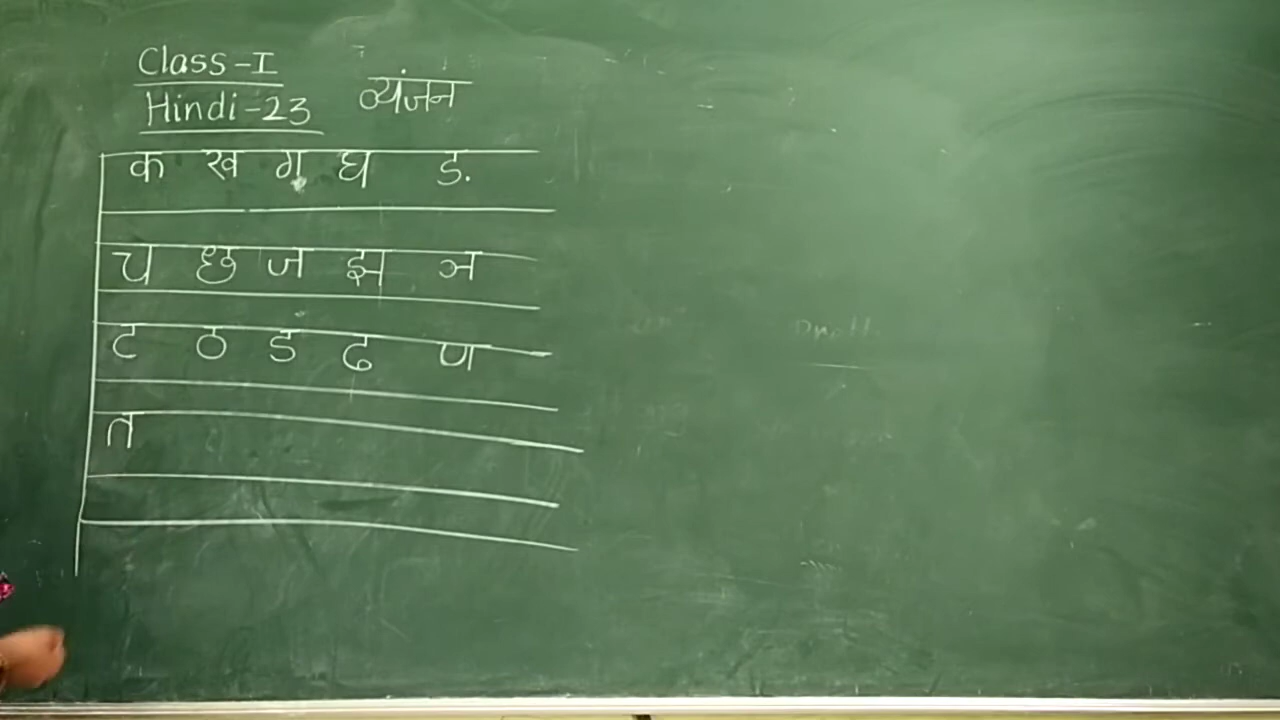 Class-I
Hindi-23 व्यंजन
क ख ग घ ड.
च छ ज झ ञ
ट ठ ड ढ ण
त